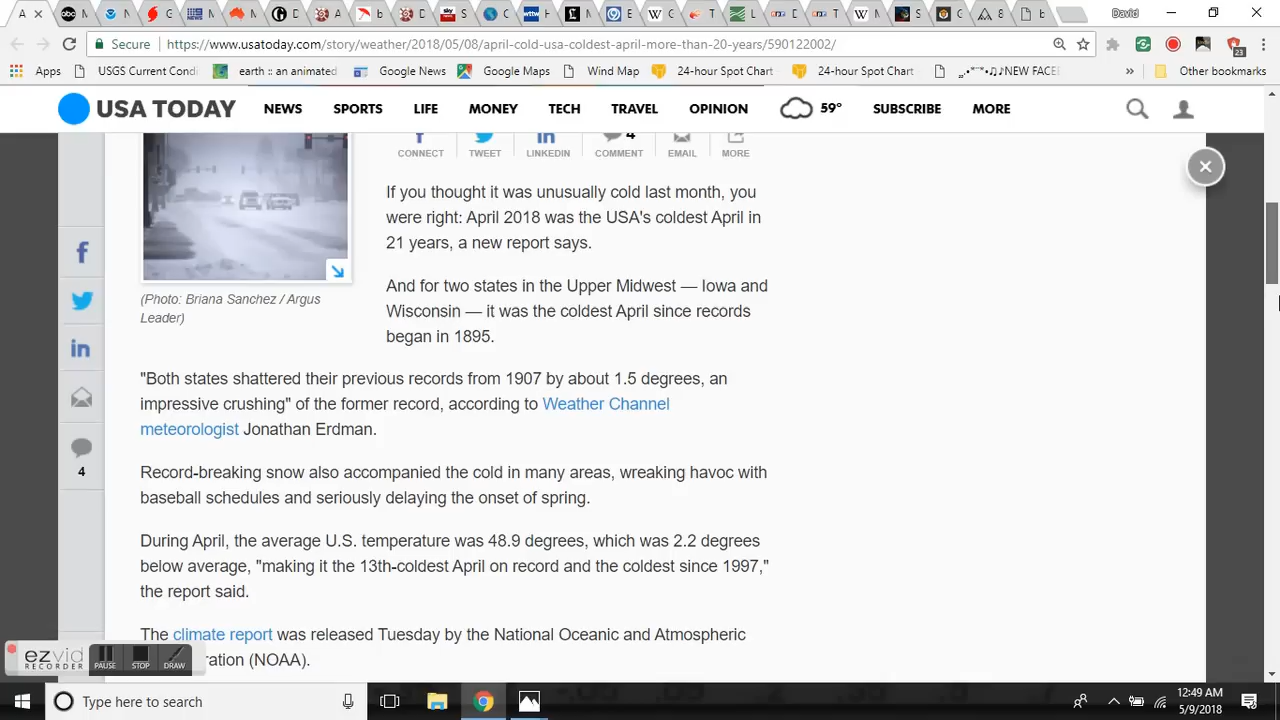 A
abc
N
G
M
M
D
A
b
B
Sky
C
wttw
L
E
W
T
L
D
D
W
S
C
B
b
David
Secure
https://www.usatoday.com/story/weather/2018/05/08/april-cold-usa-coldest-april-more-than-20-years/590122002/
23
Apps
USGS Current Condi
earth :: an animated
Google News
Google Maps
Wind Map
24-hour Spot Chart
24-hour Spot Chart
„•*•♫♪NEW FACE
»
Other bookmarks
USA TODAY
NEWS
SPORTS
LIFE
MONEY
TECH
TRAVEL
OPINION
59°
SUBSCRIBE
MORE
4
CONNECT
TWEET
LINKEDIN
COMMENT
EMAIL
MORE
If you thought it was unusually cold last month, you
were right: April 2018 was the USA's coldest April in
21 years, a new report says.
And for two states in the Upper Midwest — Iowa and
Wisconsin — it was the coldest April since records
began in 1895.
(Photo: Briana Sanchez / Argus
Leader)
"Both states shattered their previous records from 1907 by about 1.5 degrees, an
impressive crushing" of the former record, according to Weather Channel
meteorologist Jonathan Erdman.
4
Record-breaking snow also accompanied the cold in many areas, wreaking havoc with
baseball schedules and seriously delaying the onset of spring.
During April, the average U.S. temperature was 48.9 degrees, which was 2.2 degrees
below average, "making it the 13th-coldest April on record and the coldest since 1997,"
the report said.
The climate report was released Tuesday by the National Oceanic and Atmospheric
ration (NOAA).
ezvid
RECORDER
PAUSE
STOP
DRAW
Type here to search
12:49 AM
5/9/2018